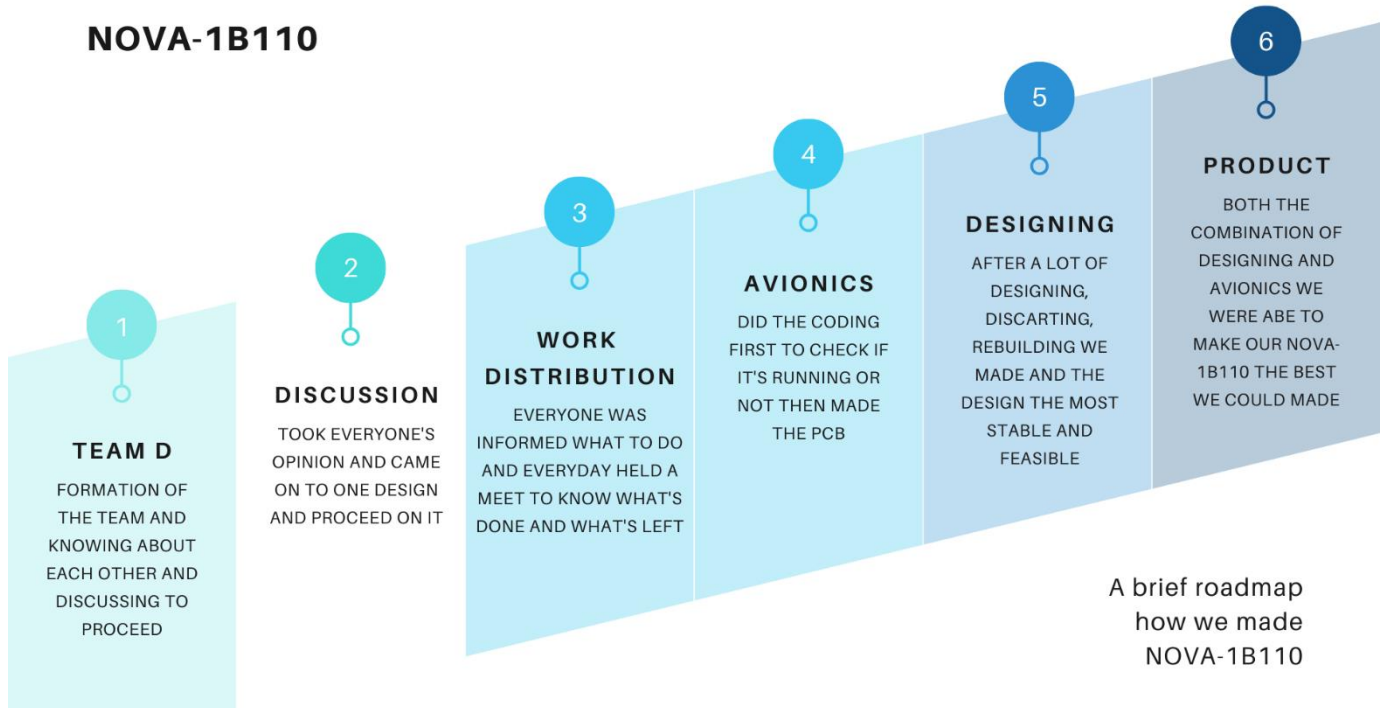 NOVA-1B110
1
TEAM D
FORMATION OF
THE TEAM AND
KNOWING ABOUT
EACH OTHER AND
DISCUSSING TO
PROCEED
2
DISCUSSION
TOOK EVERYONE'S
OPINION AND CAME
ON TO ONE DESIGN
AND PROCEED ON IT
3
WORK
DISTRIBUTION
EVERYONE WAS
INFORMED WHAT TO DO
AND EVERYDAY HELD A
MEET TO KNOW WHAT'S
DONE AND WHAT'S LEFT
4
AVIONICS
DID THE CODING
FIRST TO CHECK IF
IT'S RUNNING OR
NOT THEN MADE
THE PCB
5
DESIGNING
AFTER A LOT OF
DESIGNING,
DISCARTING,
REBUILDING WE
MADE AND THE
DESIGN THE MOST
STABLE AND
FEASIBLE
6
PRODUCT
BOTH THE
COMBINATION OF
DESIGNING AND
AVIONICS WE
WERE ABE TO
MAKE OUR NOVA-
1B110 THE BEST
WE COULD MADE
A brief roadmap
how we made
NOVA-1B110